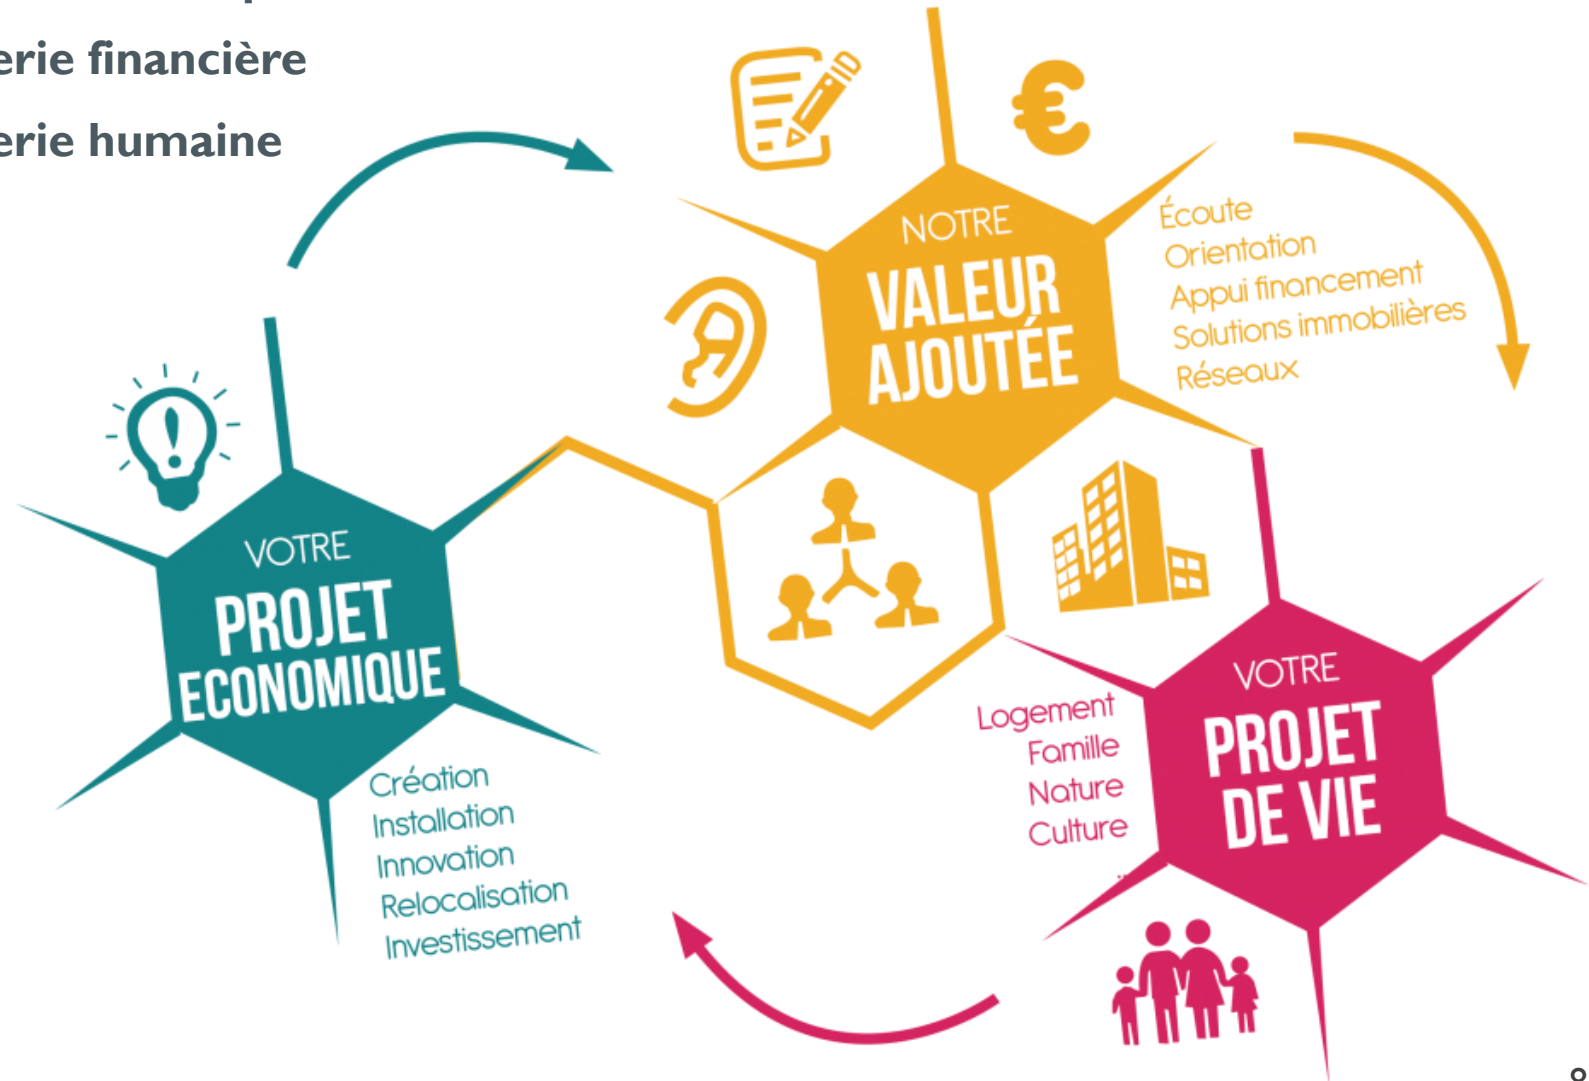 erie financière
erie humaine
NOTRE
VALEUR
AJOUTÉE
Écoute
Orientation
Appui financement
Solutions immobilières
Réseaux
VOTRE
PROJET
ECONOMIQUE
Création
Installation
Innovation
Relocalisation
Investissement
VOTRE
PROJET
DE VIE
Logement
Famille
Nature
Culture